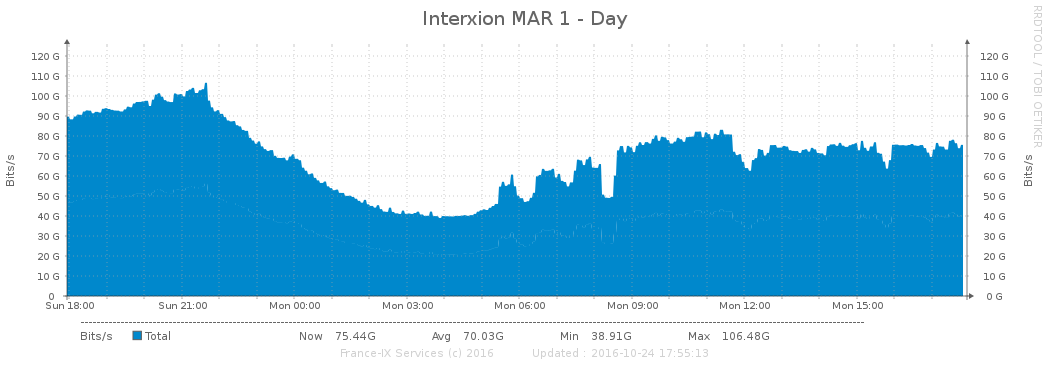 Interxion MAR 1 - Day
RRDTOOL / TOBI OETIKER
Bits/s
120 G
110 G
100 G
90 G
80 G
70 G
60 G
50 G
40 G
30 G
20 G
10 G
0
120 G
110 G
100 G
90 G
80 G
70 G
60 G
50 G
40 G
30 G
20 G
10 G
0 G
Bits/s
Sun 18:00 Sun 21:00 Mon 00:00 Mon 03:00 Mon 06:00 Mon 09:00 Mon 12:00 Mon 15:00
Bits/s Total Now 75.44G Avg 70.03G Min 38.91G Max 106.48G
France-IX Services (c) 2016 Updated : 2016-10-24 17:55:13